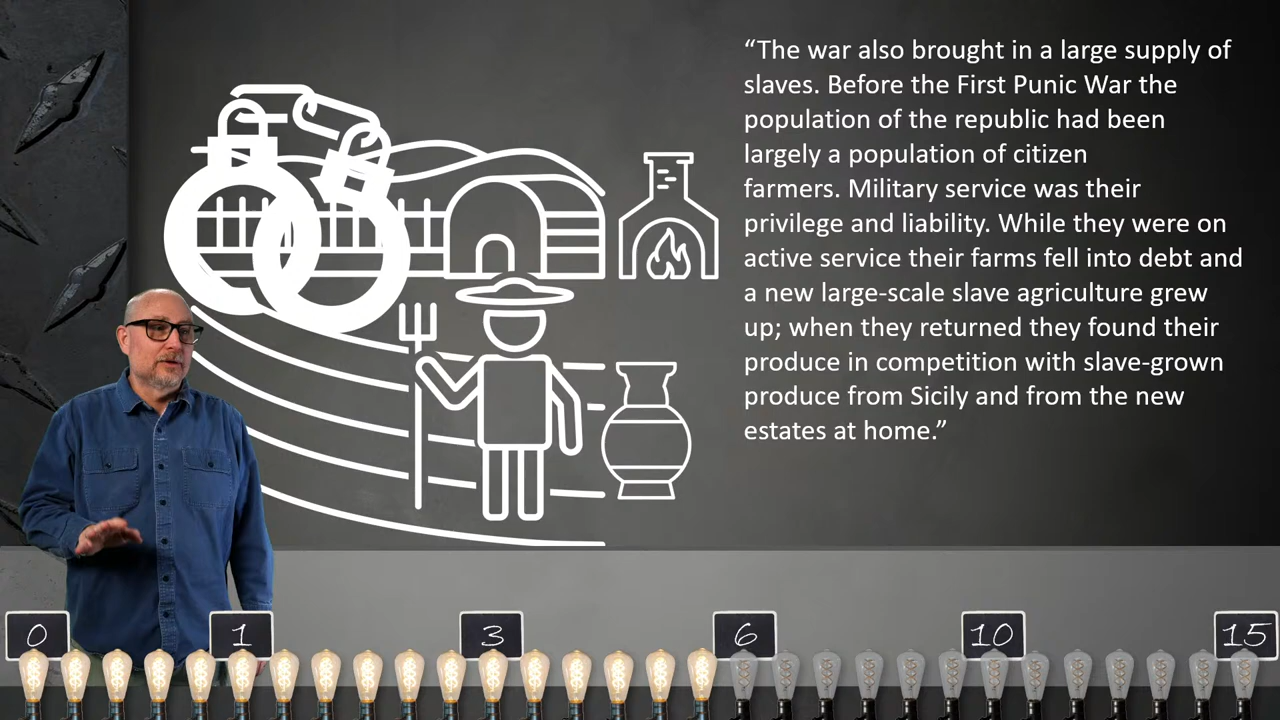 “The war also brought in a large supply of
slaves. Before the First Punic War the
population of the republic had been
largely a population of citizen
farmers. Military service was their
privilege and liability. While they were on
active service their farms fell into debt and
a new large-scale slave agriculture grew
up; when they returned they found their
produce in competition with slave-grown
produce from Sicily and from the new
estates at home.”
0 1 3 6 10 15